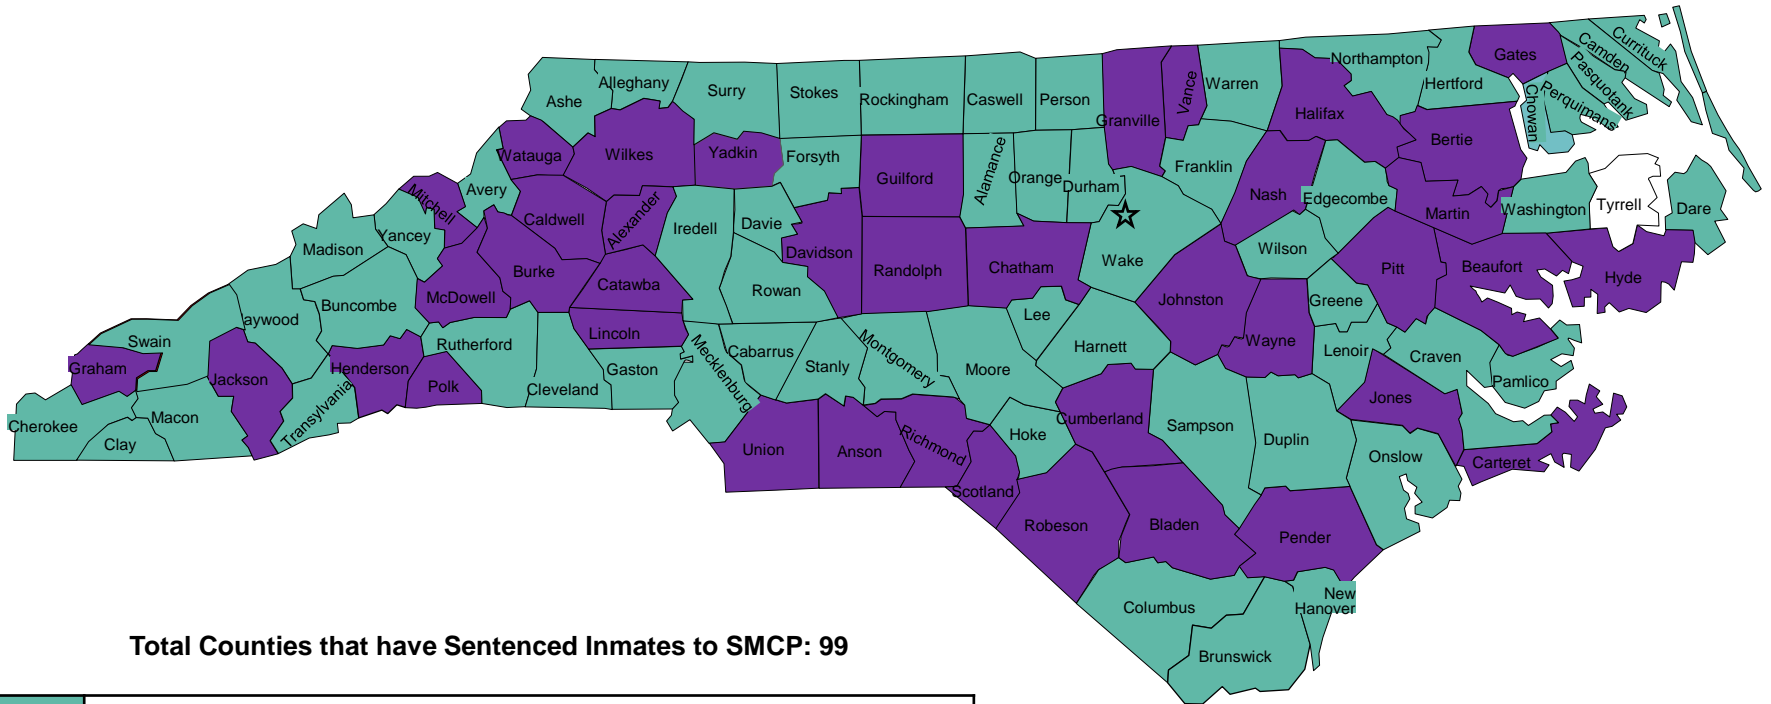 Northampton
Gates
Camden
Currituck
Alleghany
Surry
Stokes
Rockingham
Caswell
Person
Vance
Warren
Hertford
Pasquotank
Perquimans
Chowan
Ashe
Granville
Halifax
Bertie
Watauga
Wilkes
Yadkin
Forsyth
Guilford
Alamance
Orange
Durham
Franklin
Nash
Edgecombe
Martin
Washington
Tyrrell
Dare
Mitchell
Avery
Caldwell
Alexander
Iredell
Davie
Davidson
Randolph
Chatham
Wake
Wilson
Pitt
Beaufort
Hyde
Madison
Yancey
Burke
McDowell
Catawba
Rowan
Johnston
Greene
Buncombe
aywood
Swain
Lincoln
Lee
Harnett
Wayne
Lenoir
Craven
Pamlico
Graham
Jackson
Henderson
Polk
Rutherford
Cleveland
Gaston
Mecklenburg
Cabarrus
Stanly
Montgomery
Moore
Jones
Cherokee
Clay
Macon
Transylvania
Union
Anson
Richmond
Hoke
Cumberland
Sampson
Duplin
Onslow
Carteret
Scotland
Robeson
Bladen
Pender
Columbus
New
Hanover
Brunswick
Total Counties that have Sentenced Inmates to SMCP: 99